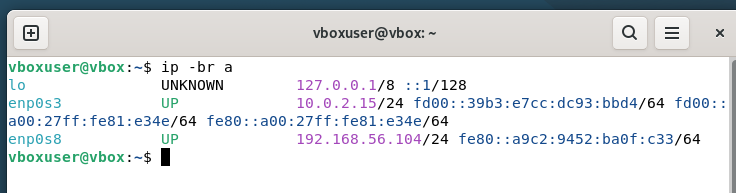 vboxuser@vbox: ~
vboxuser@vbox:~$ ip -br a
lo               UNKNOWN        127.0.0.1/8 ::1/128
enp0s3           UP             10.0.2.15/24 fd00::39b3:e7cc:dc93:bbd4/64 fd00::
a00:27ff:fe81:e34e/64 fe80::a00:27ff:fe81:e34e/64
enp0s8           UP             192.168.56.104/24 fe80::a9c2:9452:ba0f:c33/64
vboxuser@vbox:~$